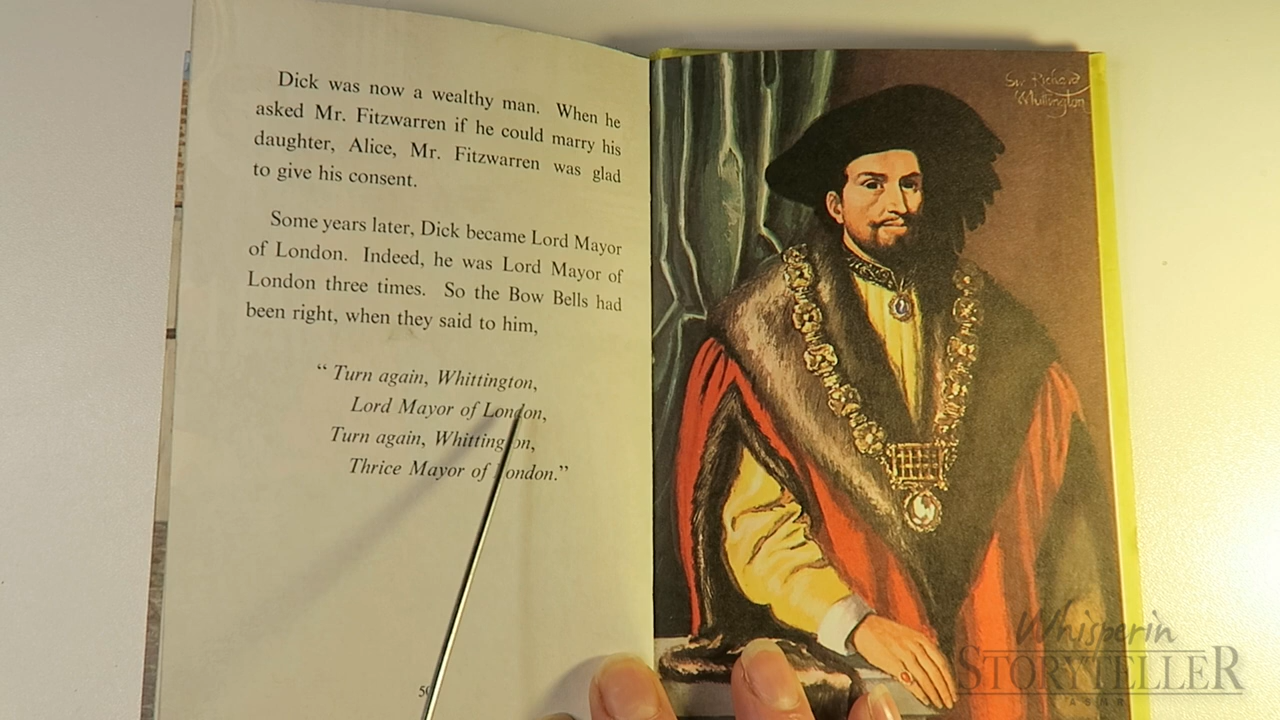 Dick was now a wealthy man. When he
asked Mr. Fitzwarren if he could marry his
daughter, Alice, Mr. Fitzwarren was glad
to give his consent.
Some years later, Dick became Lord Mayor
of London. Indeed, he was Lord Mayor of
London three times. So the Bow Bells had
been right, when they said to him,
“ Turn again, Whittington,
Lord Mayor of London,
Turn again, Whittington,
Thrice Mayor of London.”
Sir Richard
Whittington
Whisperin
STORYTELLER
ASMR